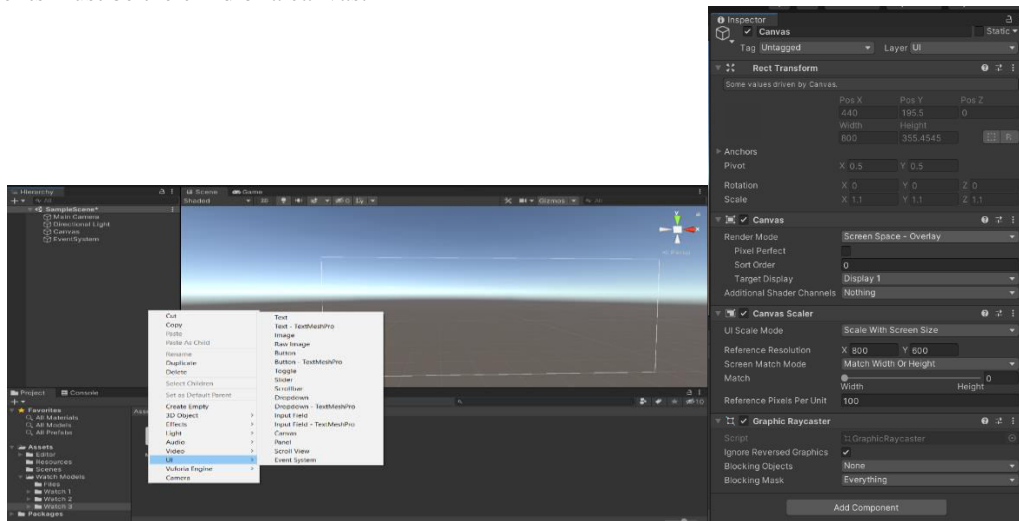 Inspector
Canvas
Static
Tag Untagged Layer UI
Rect Transform
Some values driven by Canvas.
Pos X Pos Y Pos Z
440 195.5 0
Width Height
800 355.4545
R
Anchors
Pivot X 0.5 Y 0.5
Rotation X 0 Y 0 Z 0
Scale X 1.1 Y 1.1 Z 1.1
Canvas
Render Mode Screen Space - Overlay
Pixel Perfect
Sort Order 0
Target Display Display 1
Additional Shader Channels Nothing
Canvas Scaler
UI Scale Mode Scale With Screen Size
Reference Resolution X 800 Y 600
Screen Match Mode Match Width Or Height
Match 0
Width Height
Reference Pixels Per Unit 100
Graphic Raycaster
Script GraphicRaycaster
Ignore Reversed Graphics
Blocking Objects None
Blocking Mask Everything
Add Component
Hierarchy
All
SampleScene*
Main Camera
Directional Light
Canvas
EventSystem
Scene Game
Shaded 2D Gizmos All
Persp
Cut
Copy
Paste
Paste As Child
Rename
Duplicate
Delete
Select Children
Set as Default Parent
Create Empty
3D Object
Effects
Light
Audio
Video
UI
Vuforia Engine
Camera
Text
Text - TextMeshPro
Image
Raw Image
Button
Button - TextMeshPro
Toggle
Slider
Scrollbar
Dropdown
Dropdown - TextMeshPro
Input Field
Input Field - TextMeshPro
Canvas
Panel
Scroll View
Event System
Project Console
Favorites
All Materials
All Models
All Prefabs
Assets
Editor
Resources
Scenes
Watch Models
Files
Watch 1
Watch 2
Watch 3
Packages